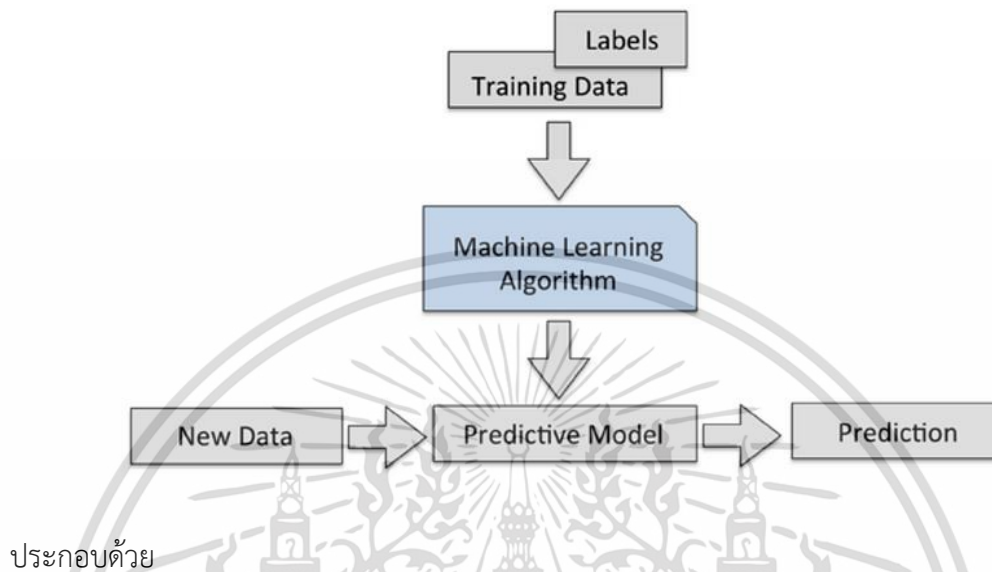 Labels
Training Data
Machine Learning
Algorithm
New Data
Predictive Model
Prediction
ประกอบด้วย